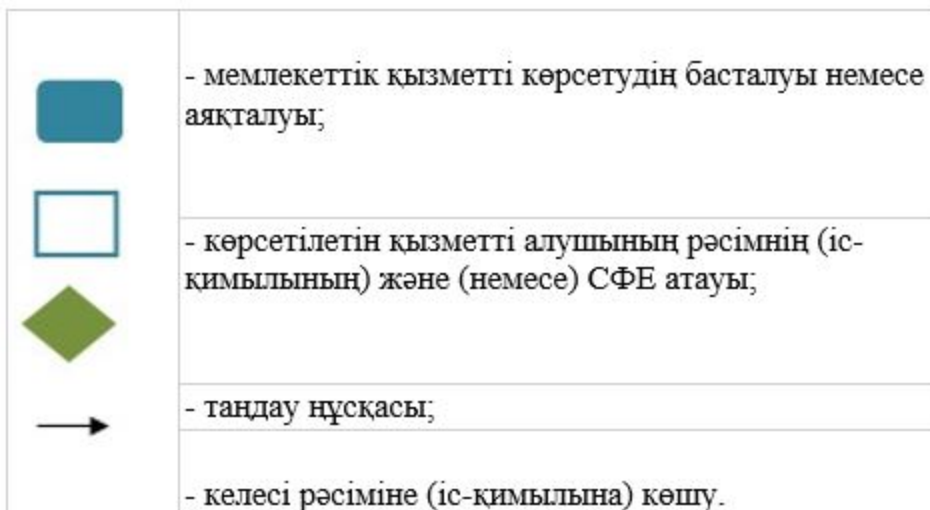 - мемлекеттік қызметті көрсетудің басталуы немесе
аяқталуы;
- көрсетілетін қызметті алушының рәсімнің (іс-
қимылының) және (немесе) СФЕ атауы;
- таңдау нұсқасы;
- келесі рәсіміне (іс-қимылына) көшу.